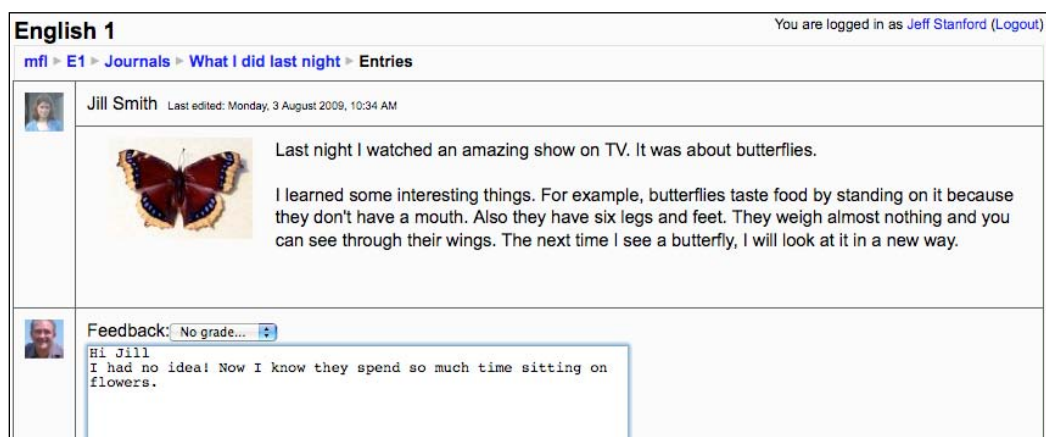 English 1
You are logged in as Jeff Stanford (Logout)
mfl ► E1 ► Journals ► What I did last night ► Entries
Jill Smith Last edited: Monday, 3 August 2009, 10:34 AM
Last night I watched an amazing show on TV. It was about butterflies.
I learned some interesting things. For example, butterflies taste food by standing on it because
they don't have a mouth. Also they have six legs and feet. They weigh almost nothing and you
can see through their wings. The next time I see a butterfly, I will look at it in a new way.
Feedback: No grade...
Hi Jill
I had no idea! Now I know they spend so much time sitting on
flowers.